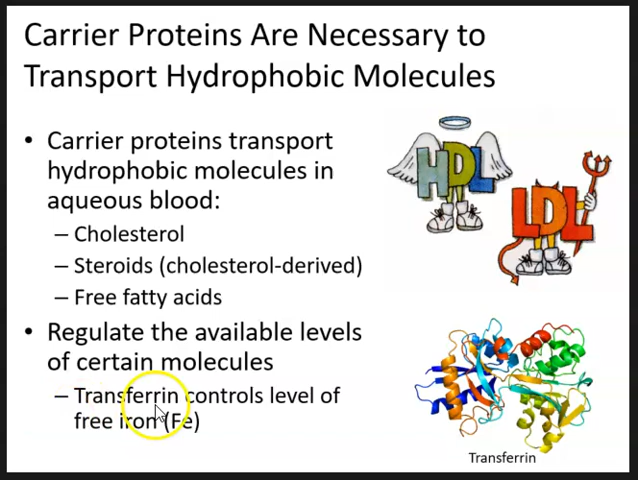 Carrier Proteins Are Necessary to
Transport Hydrophobic Molecules
• Carrier proteins transport
hydrophobic molecules in
aqueous blood:
– Cholesterol
– Steroids (cholesterol-derived)
– Free fatty acids
• Regulate the available levels
of certain molecules
– Transferrin controls level of
free iron (Fe)
HDL
LDL
Transferrin